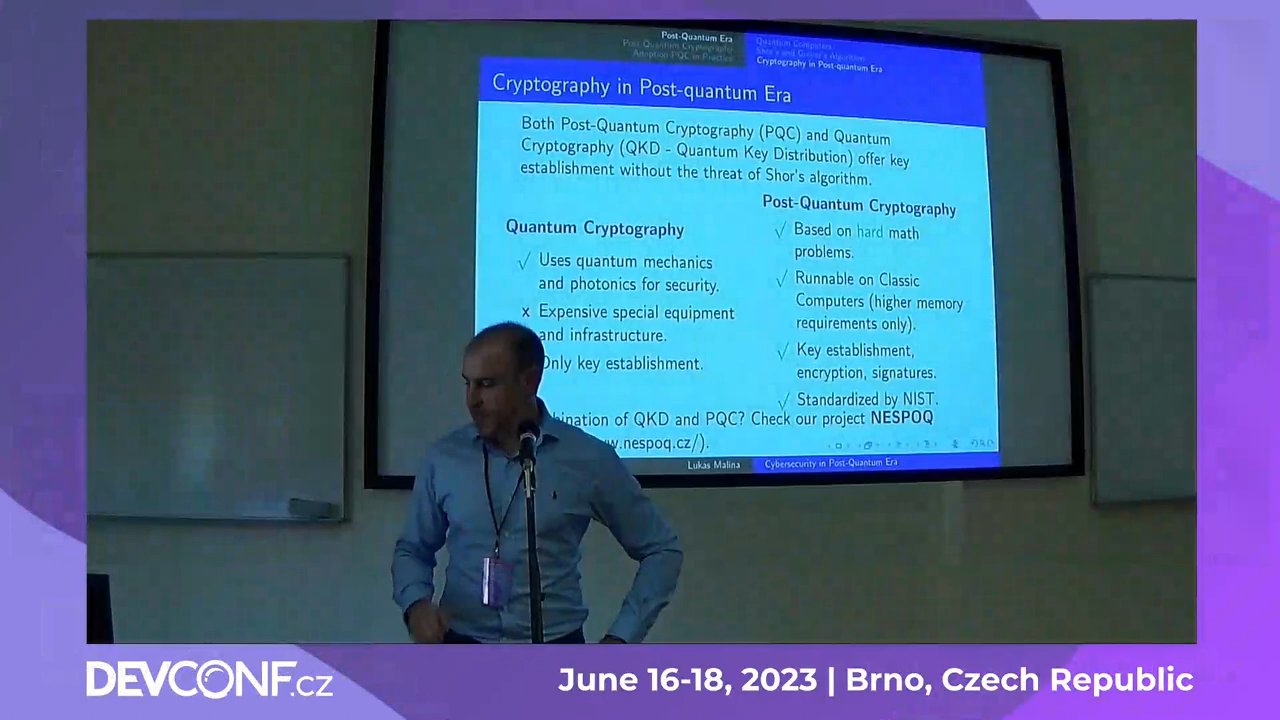 Post-Quantum Era
Post-Quantum Cryptography
Adoption PQC in Practice
Quantum Computers
Shor's and Grover's Algorithm
Cryptography in Post-quantum Era
Cryptography in Post-quantum Era
Both Post-Quantum Cryptography (PQC) and Quantum
Cryptography (QKD - Quantum Key Distribution) offer key
establishment without the threat of Shor's algorithm.
Quantum Cryptography
✓ Uses quantum mechanics
and photonics for security.
x Expensive special equipment
and infrastructure.
Only key establishment.
Post-Quantum Cryptography
✓ Based on hard math
problems.
✓ Runnable on Classic
Computers (higher memory
requirements only).
✓ Key establishment,
encryption, signatures.
✓ Standardized by NIST.
bination of QKD and PQC? Check our project NESPOQ
w.nespoq.cz/).
Lukas Malina
Cybersecurity in Post-Quantum Era
DEVCONF.cz
June 16-18, 2023 | Brno, Czech Republic